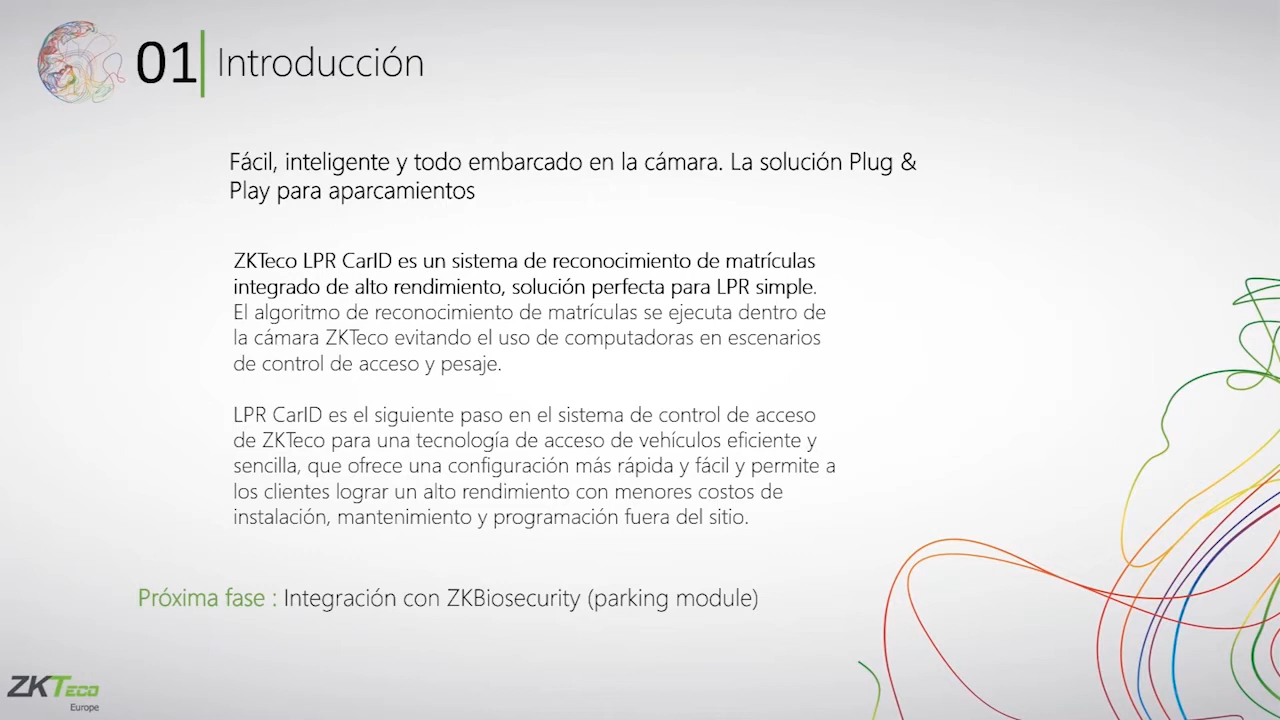 01 Introducción
Fácil, inteligente y todo embarcado en la cámara. La solución Plug &
Play para aparcamientos
ZKTeco LPR CarID es un sistema de reconocimiento de matrículas
integrado de alto rendimiento, solución perfecta para LPR simple.
El algoritmo de reconocimiento de matrículas se ejecuta dentro de
la cámara ZKTeco evitando el uso de computadoras en escenarios
de control de acceso y pesaje.
LPR CarID es el siguiente paso en el sistema de control de acceso
de ZKTeco para una tecnología de acceso de vehículos eficiente y
sencilla, que ofrece una configuración más rápida y fácil y permite a
los clientes lograr un alto rendimiento con menores costos de
instalación, mantenimiento y programación fuera del sitio.
Próxima fase : Integración con ZKBiosecurity (parking module)
ZKTeco
Europe